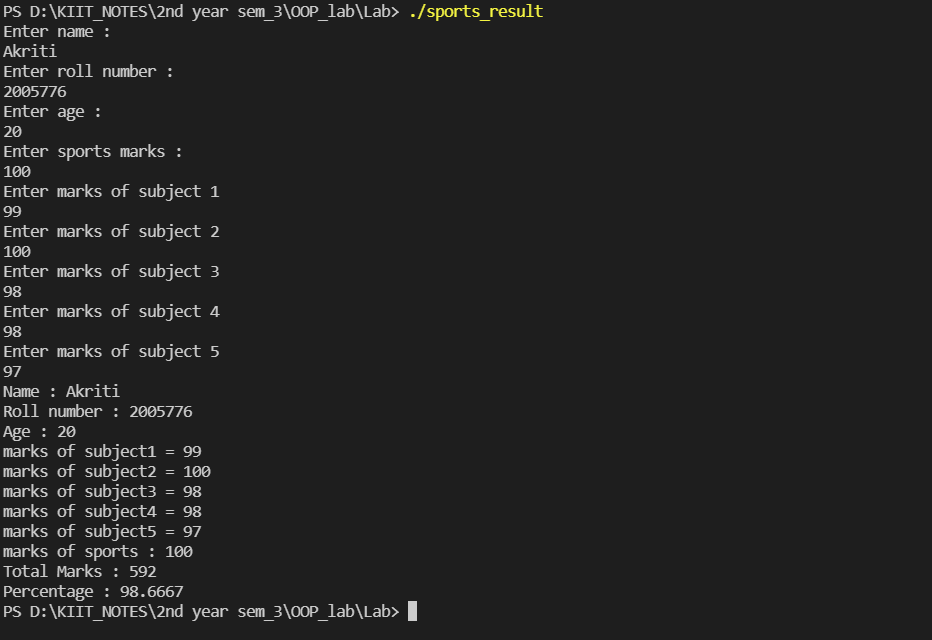 PS D:\KIIT_NOTES\2nd year sem_3\OOP_lab\Lab> ./sports_result
Enter name :
Akriti
Enter roll number :
2005776
Enter age :
20
Enter sports marks :
100
Enter marks of subject 1
99
Enter marks of subject 2
100
Enter marks of subject 3
98
Enter marks of subject 4
98
Enter marks of subject 5
97
Name : Akriti
Roll number : 2005776
Age : 20
marks of subject1 = 99
marks of subject2 = 100
marks of subject3 = 98
marks of subject4 = 98
marks of subject5 = 97
marks of sports : 100
Total Marks : 592
Percentage : 98.6667
PS D:\KIIT_NOTES\2nd year sem_3\OOP_lab\Lab>